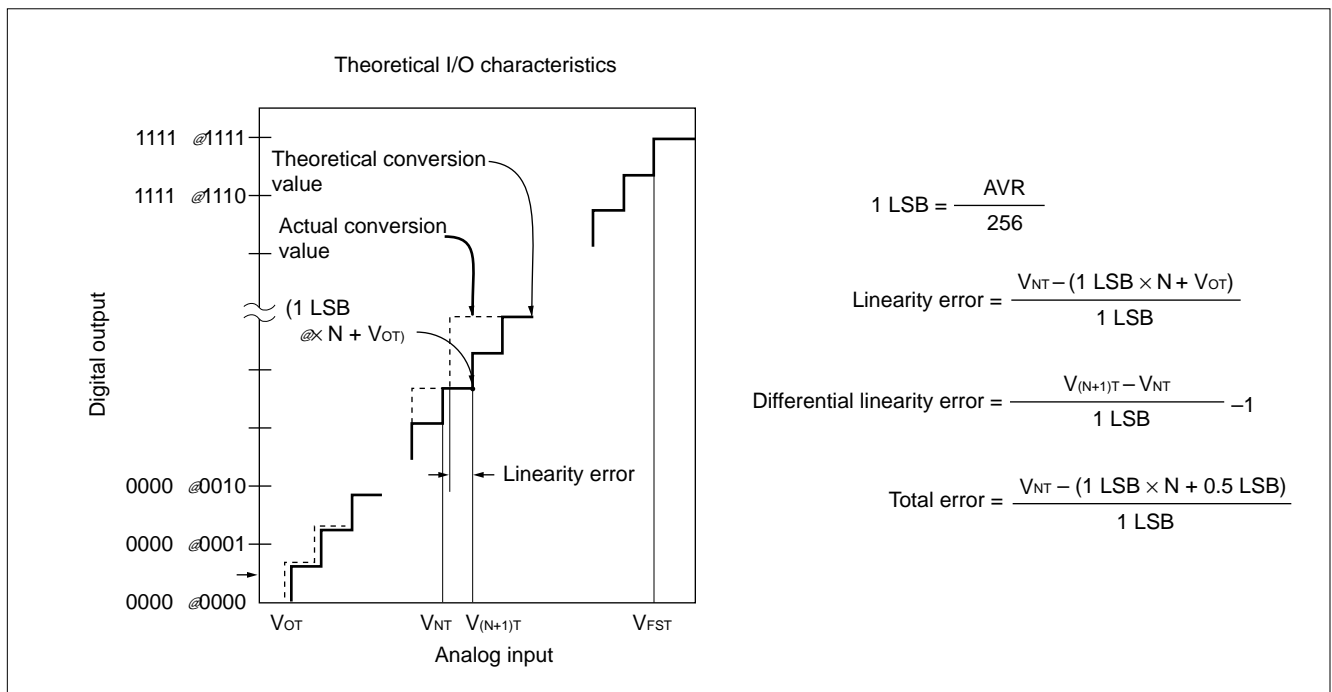 Theoretical I/O characteristics
1111 @1111
1111 @1110
0000 @0010
0000 @0001
0000 @0000
Digital output
Theoretical conversion
value
Actual conversion
value
(1 LSB
@× N + VOT)
Linearity error
VOT
VNT
V(N+1)T
VFST
Analog input
1 LSB = AVR / 256
Linearity error = VNT – (1 LSB × N + VOT) / 1 LSB
Differential linearity error = V(N+1)T – VNT / 1 LSB –1
Total error = VNT – (1 LSB × N + 0.5 LSB) / 1 LSB